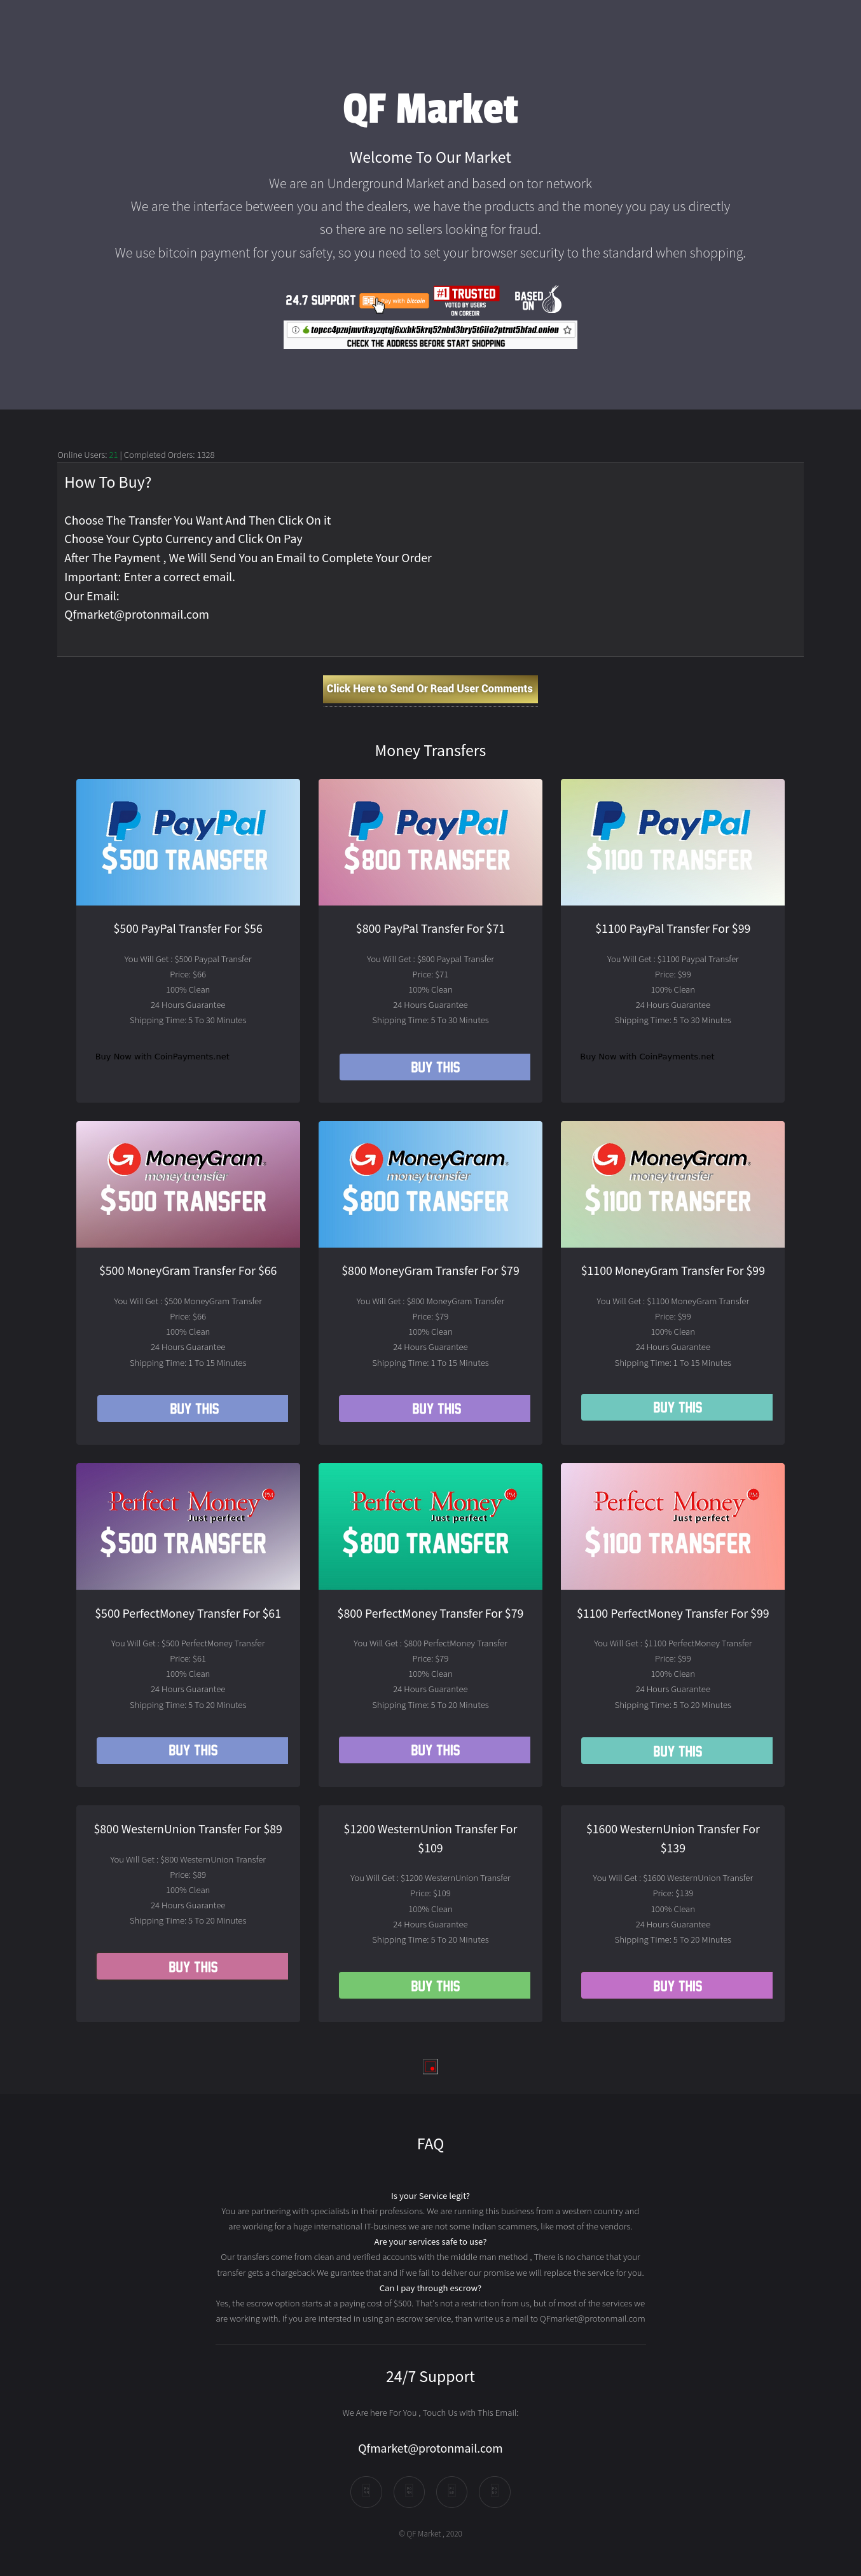 QF Market
Welcome To Our Market
We are an Underground Market and based on tor network
We are the interface between you and the dealers, we have the products and the money you pay us directly
so there are no sellers looking for fraud.
We use bitcoin payment for your safety, so you need to set your browser security to the standard when shopping.
24.7 SUPPORT Pay with bitcoin #1 TRUSTED VOTED BY USERS ON COREDIR BASED ON
CHECK THE ADDRESS BEFORE START SHOPPING
Online Users: 21 | Completed Orders: 1328
How To Buy?
Choose The Transfer You Want And Then Click On it
Choose Your Cypto Currency and Click On Pay
After The Payment , We Will Send You an Email to Complete Your Order
Important: Enter a correct email.
Our Email:
Qfmarket@protonmail.com
Click Here to Send Or Read User Comments
Money Transfers
PayPal
$500 TRANSFER
$500 PayPal Transfer For $56
You Will Get : $500 Paypal Transfer
Price: $66
100% Clean
24 Hours Guarantee
Shipping Time: 5 To 30 Minutes
Buy Now with CoinPayments.net
PayPal
$800 TRANSFER
$800 PayPal Transfer For $71
You Will Get : $800 Paypal Transfer
Price: $71
100% Clean
24 Hours Guarantee
Shipping Time: 5 To 30 Minutes
BUY THIS
PayPal
$1100 TRANSFER
$1100 PayPal Transfer For $99
You Will Get : $1100 Paypal Transfer
Price: $99
100% Clean
24 Hours Guarantee
Shipping Time: 5 To 30 Minutes
Buy Now with CoinPayments.net
MoneyGram
money transfer
$500 TRANSFER
$500 MoneyGram Transfer For $66
You Will Get : $500 MoneyGram Transfer
Price: $66
100% Clean
24 Hours Guarantee
Shipping Time: 1 To 15 Minutes
BUY THIS
MoneyGram
money transfer
$800 TRANSFER
$800 MoneyGram Transfer For $79
You Will Get : $800 MoneyGram Transfer
Price: $79
100% Clean
24 Hours Guarantee
Shipping Time: 1 To 15 Minutes
BUY THIS
MoneyGram
money transfer
$1100 TRANSFER
$1100 MoneyGram Transfer For $99
You Will Get : $1100 MoneyGram Transfer
Price: $99
100% Clean
24 Hours Guarantee
Shipping Time: 1 To 15 Minutes
BUY THIS
Perfect Money PM
Just perfect
$500 TRANSFER
$500 PerfectMoney Transfer For $61
You Will Get : $500 PerfectMoney Transfer
Price: $61
100% Clean
24 Hours Guarantee
Shipping Time: 5 To 20 Minutes
BUY THIS
Perfect Money PM
Just perfect
$800 TRANSFER
$800 PerfectMoney Transfer For $79
You Will Get : $800 PerfectMoney Transfer
Price: $79
100% Clean
24 Hours Guarantee
Shipping Time: 5 To 20 Minutes
BUY THIS
Perfect Money PM
Just perfect
$1100 TRANSFER
$1100 PerfectMoney Transfer For $99
You Will Get : $1100 PerfectMoney Transfer
Price: $99
100% Clean
24 Hours Guarantee
Shipping Time: 5 To 20 Minutes
BUY THIS
$800 WesternUnion Transfer For $89
You Will Get : $800 WesternUnion Transfer
Price: $89
100% Clean
24 Hours Guarantee
Shipping Time: 5 To 20 Minutes
BUY THIS
$1200 WesternUnion Transfer For
$109
You Will Get : $1200 WesternUnion Transfer
Price: $109
100% Clean
24 Hours Guarantee
Shipping Time: 5 To 20 Minutes
BUY THIS
$1600 WesternUnion Transfer For
$139
You Will Get : $1600 WesternUnion Transfer
Price: $139
100% Clean
24 Hours Guarantee
Shipping Time: 5 To 20 Minutes
BUY THIS
FAQ
Is your Service legit?
You are partnering with specialists in their professions. We are running this business from a western country and
are working for a huge international IT-business we are not some Indian scammers, like most of the vendors.
Are your services safe to use?
Our transfers come from clean and verified accounts with the middle man method , There is no chance that your
transfer gets a chargeback We gurantee that and if we fail to deliver our promise we will replace the service for you.
Can I pay through escrow?
Yes, the escrow option starts at a paying cost of $500. That's not a restriction from us, but of most of the services we
are working with. If you are intersted in using an escrow service, than write us a mail to QFmarket@protonmail.com
24/7 Support
We Are here For You , Touch Us with This Email:
Qfmarket@protonmail.com
© QF Market , 2020